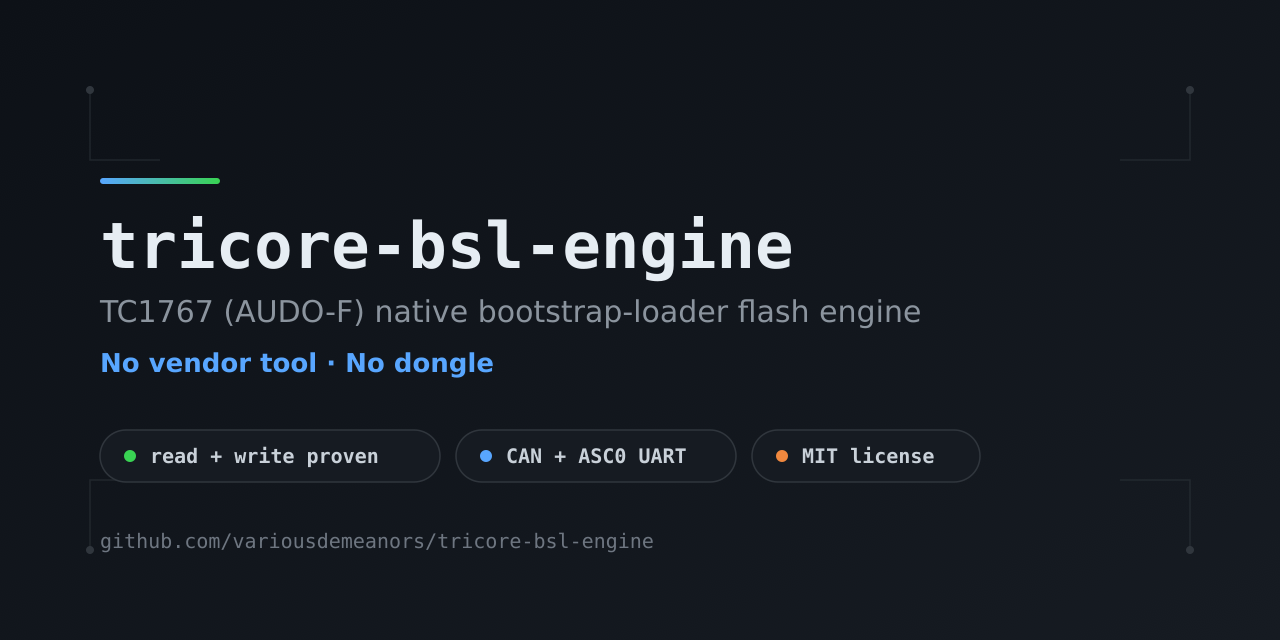 tricore-bsl-engine
TC1767 (AUDO-F) native bootstrap-loader flash engine
No vendor tool · No dongle
read + write proven
CAN + ASC0 UART
MIT license
github.com/variousdemeanors/tricore-bsl-engine